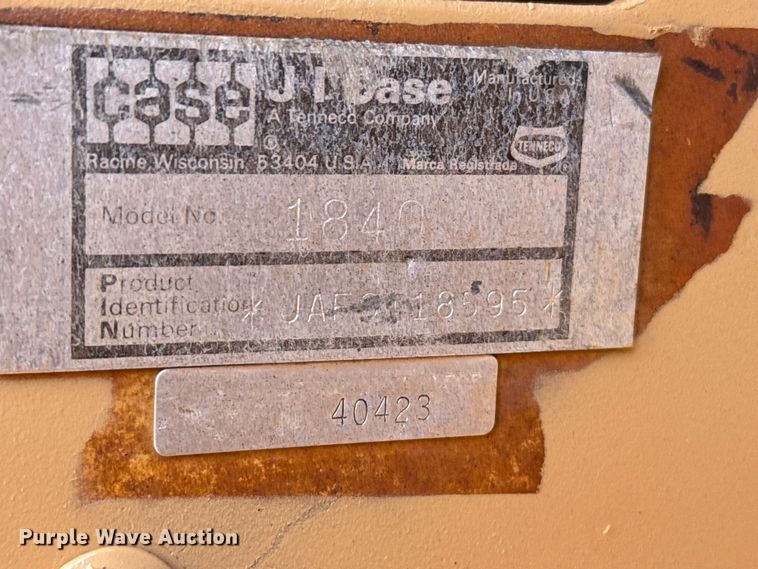 case
J I Case
A Tenneco Company
Manufactured
In U.S.A.
®
Racine, Wisconsin 53404 U.S.A.
Marca Registrada
TENNECO
Model No. 1840
Product
Identification
Number
40423
Purple Wave Auction